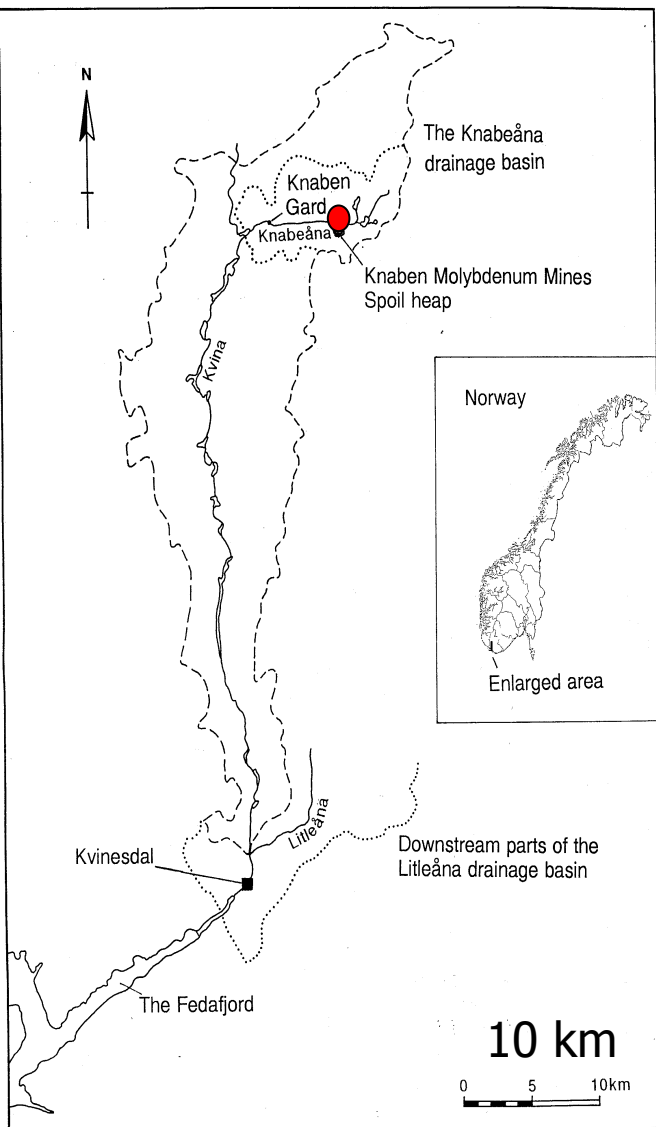 N
The Knabeåna
drainage basin
Knaben
Gard
Knabeåna
Knaben Molybdenum Mines
Spoil heap
Kvina
Norway
Enlarged area
Litleåna
Downstream parts of the
Litleåna drainage basin
Kvinesdal
The Fedafjord
10 km
0 5 10km